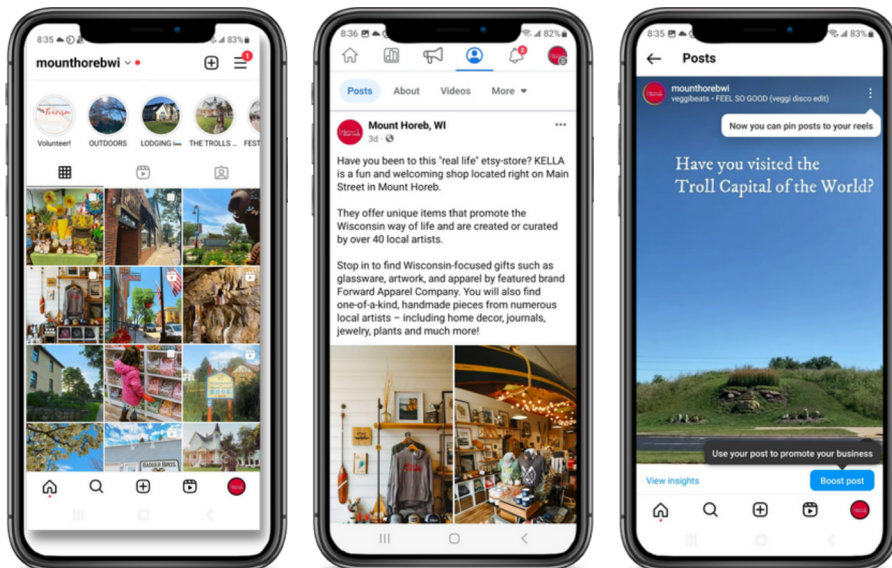 8:35
83%
mounthorebwi
1
Tourism
Volunteer!
OUTDOORS
LODGING
THE TROLLS ...
FEST
8:36
82%
2
Posts
About
Videos
More
Mount Horeb, WI
3d
Have you been to this "real life" etsy-store? KELLA
is a fun and welcoming shop located right on Main
Street in Mount Horeb.
They offer unique items that promote the
Wisconsin way of life and are created or curated
by over 40 local artists.
Stop in to find Wisconsin-focused gifts such as
glassware, artwork, and apparel by featured brand
Forward Apparel Company. You will also find
one-of-a-kind, handmade pieces from numerous
local artists – including home decor, journals,
jewelry, plants and much more!
8:35
83%
Posts
mounthorebwi
veggibeats • FEEL SO GOOD (veggi disco edit)
Now you can pin posts to your reels
Have you visited the
Troll Capital of the World?
Use your post to promote your business
View insights
Boost post